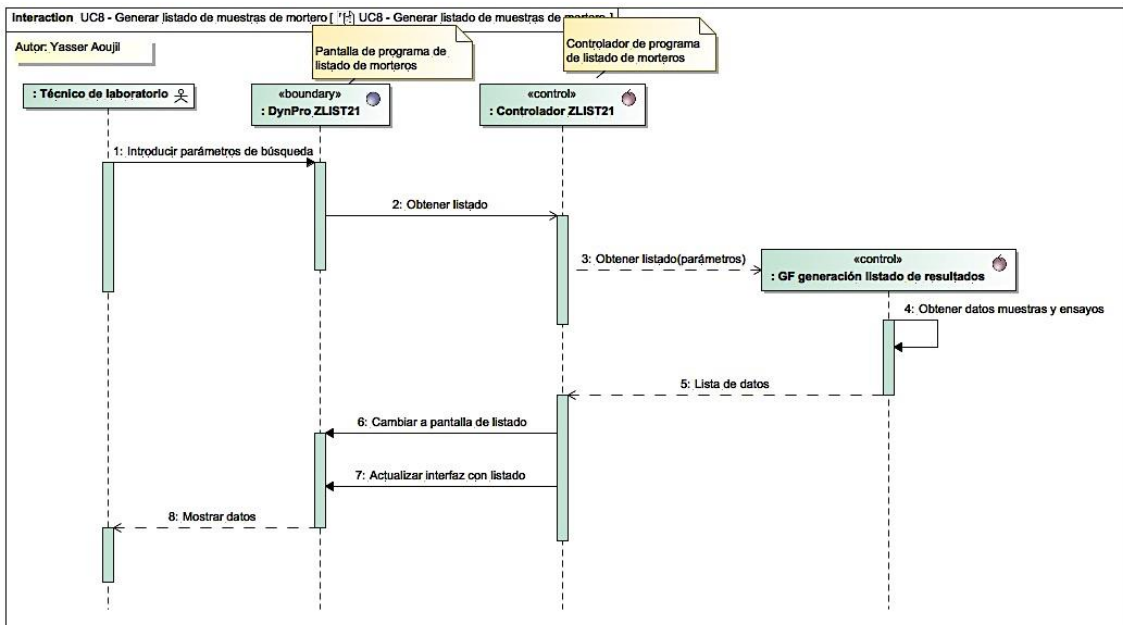 Interaction UC8 - Generar listado de muestras de mortero [ UC8 - Generar listado de muestras de mortero ]
Autor: Yasser Aoujil
Pantalla de programa de
listado de morteros
Controlador de programa
de listado de morteros
: Técnico de laboratorio
«boundary»
: DynPro ZLIST21
«control»
: Controlador ZLIST21
1: Introducir parámetros de búsqueda
2: Obtener listado
3: Obtener listado(parámetros)
«control»
: GF generación listado de resultados
4: Obtener datos muestras y ensayos
5: Lista de datos
6: Cambiar a pantalla de listado
7: Actualizar interfaz con listado
8: Mostrar datos